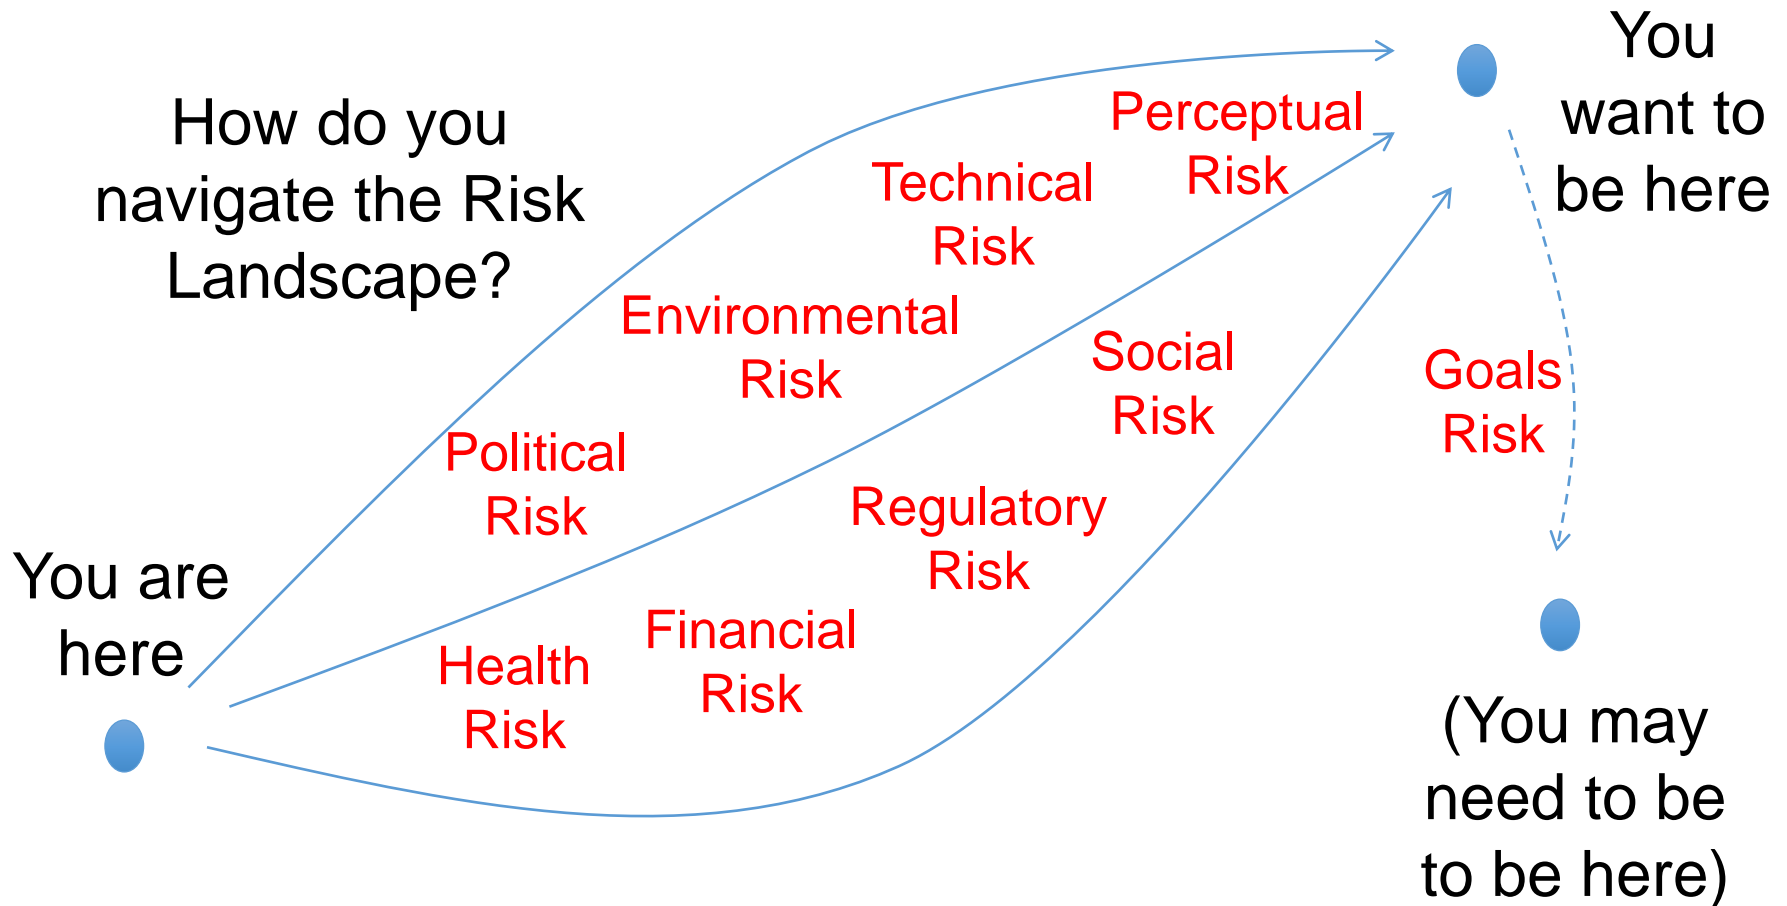 How do you
navigate the Risk
Landscape?
You
want to
be here
Perceptual
Risk
Technical
Risk
Environmental
Risk
Social
Risk
Goals
Risk
Political
Risk
Regulatory
Risk
You are
here
Health
Risk
Financial
Risk
(You may
need to be
to be here)